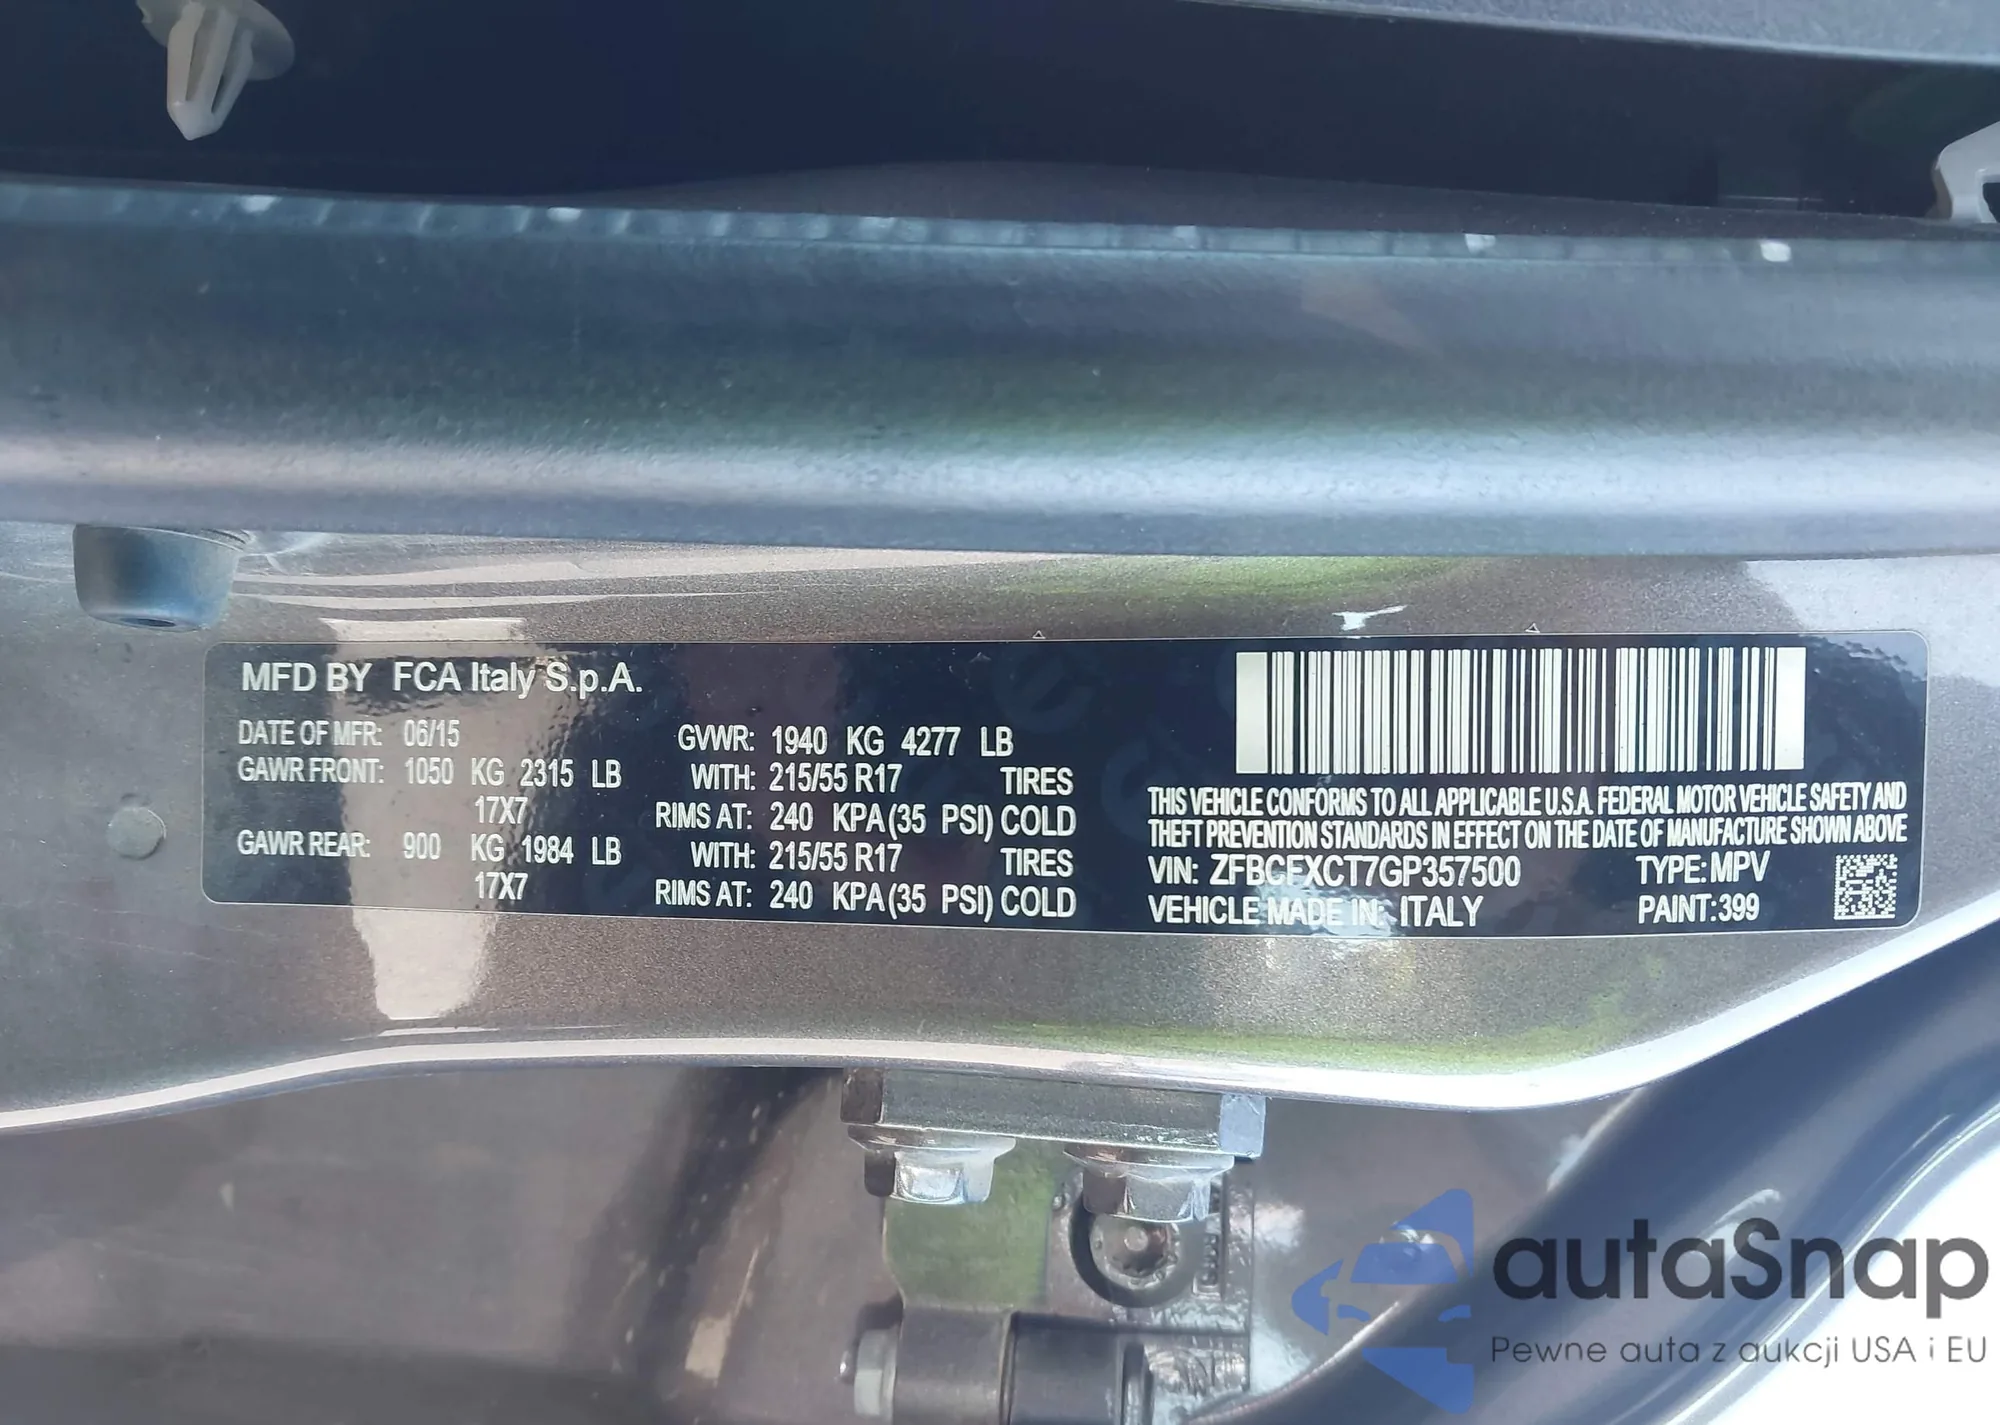 MFD BY FCA Italy S.p.A.
DATE OF MFR: 06/15 GVWR: 1940 KG 4277 LB
GAWR FRONT: 1050 KG 2315 LB WITH: 215/55 R17 TIRES
17X7 RIMS AT: 240 KPA (35 PSI) COLD
GAWR REAR: 900 KG 1984 LB WITH: 215/55 R17 TIRES
17X7 RIMS AT: 240 KPA (35 PSI) COLD
THIS VEHICLE CONFORMS TO ALL APPLICABLE U.S.A. FEDERAL MOTOR VEHICLE SAFETY AND
THEFT PREVENTION STANDARDS IN EFFECT ON THE DATE OF MANUFACTURE SHOWN ABOVE
VIN: ZFBCFXCT7GP357500 TYPE: MPV
VEHICLE MADE IN: ITALY PAINT: 399
autaSnap
Pewne auta z aukcji USA i EU